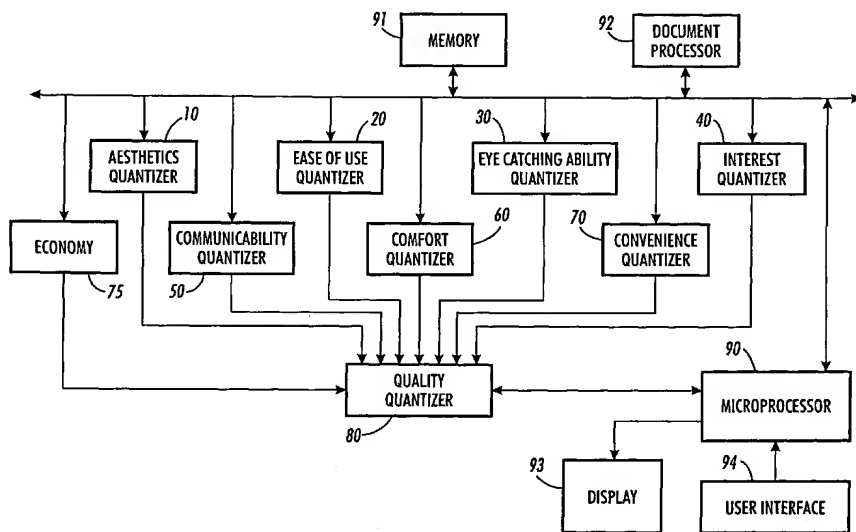 91
MEMORY
92
DOCUMENT
PROCESSOR
10
AESTHETICS
QUANTIZER
20
EASE OF USE
QUANTIZER
30
EYE CATCHING ABILITY
QUANTIZER
40
INTEREST
QUANTIZER
ECONOMY
75
COMMUNICABILITY
QUANTIZER
50
60
COMFORT
QUANTIZER
70
CONVENIENCE
QUANTIZER
QUALITY
QUANTIZER
80
90
MICROPROCESSOR
93
DISPLAY
94
USER INTERFACE